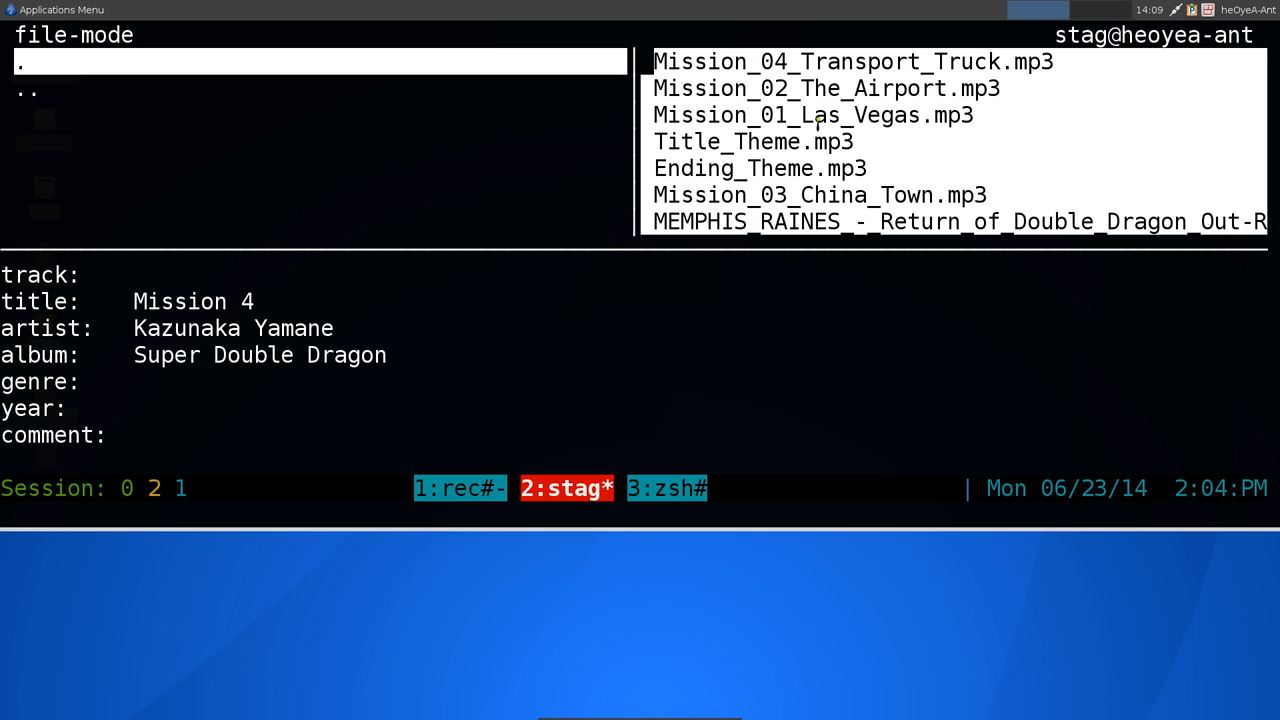 Applications Menu 14:09 heOyeA-Ant
file-mode stag@heoyea-ant
.
..
Mission_04_Transport_Truck.mp3
Mission_02_The_Airport.mp3
Mission_01_Las_Vegas.mp3
Title_Theme.mp3
Ending_Theme.mp3
Mission_03_China_Town.mp3
MEMPHIS_RAINES_-_Return_of_Double_Dragon_Out-R
track:
title: Mission 4
artist: Kazunaka Yamane
album: Super Double Dragon
genre:
year:
comment:
Session: 0 2 1 1:rec#- 2:stag* 3:zsh# | Mon 06/23/14 2:04:PM